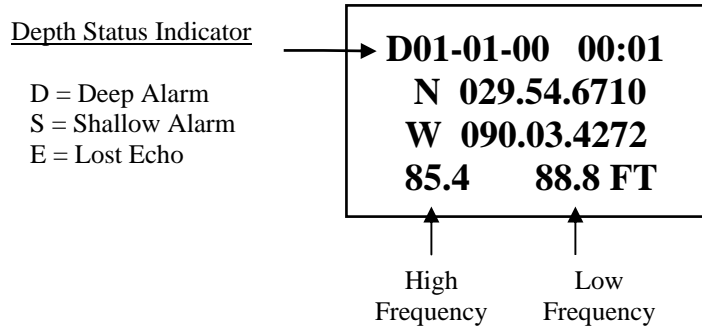 Depth Status Indicator
D = Deep Alarm
S = Shallow Alarm
E = Lost Echo
D01-01-00 00:01
N 029.54.6710
W 090.03.4272
85.4 88.8 FT
High Frequency
Low Frequency